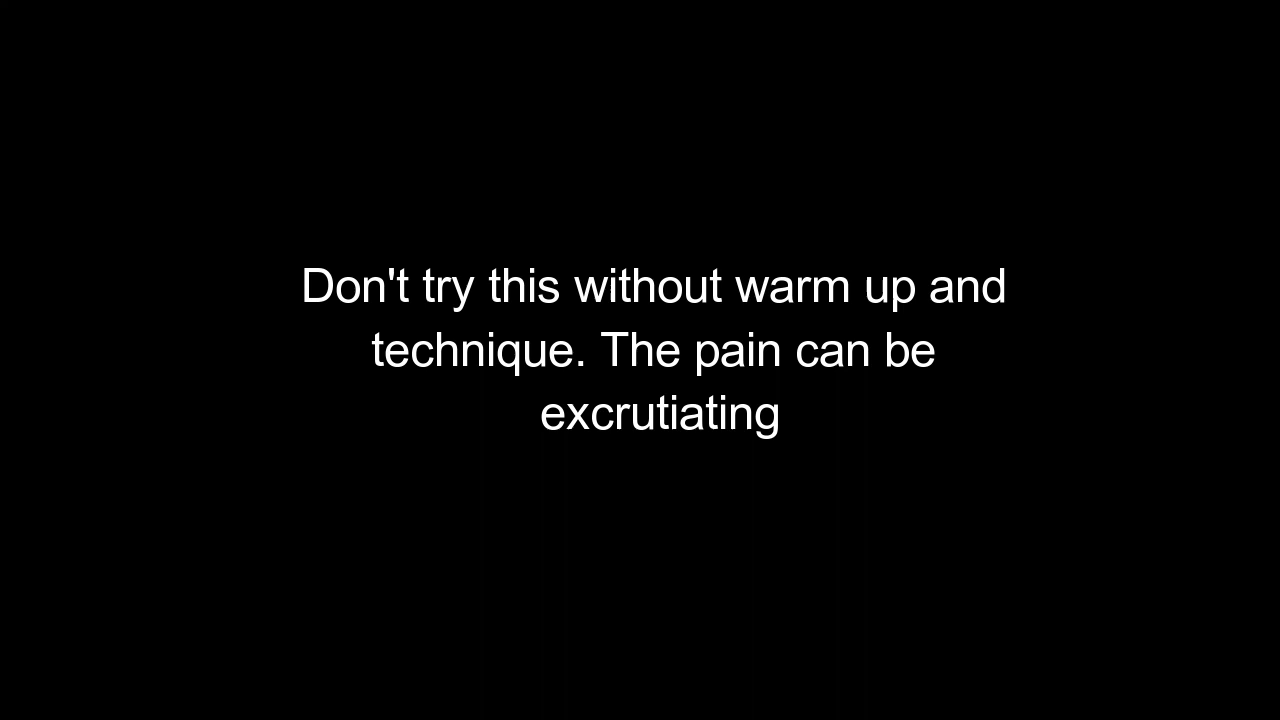 Don't try this without warm up and
technique. The pain can be
excrutiating